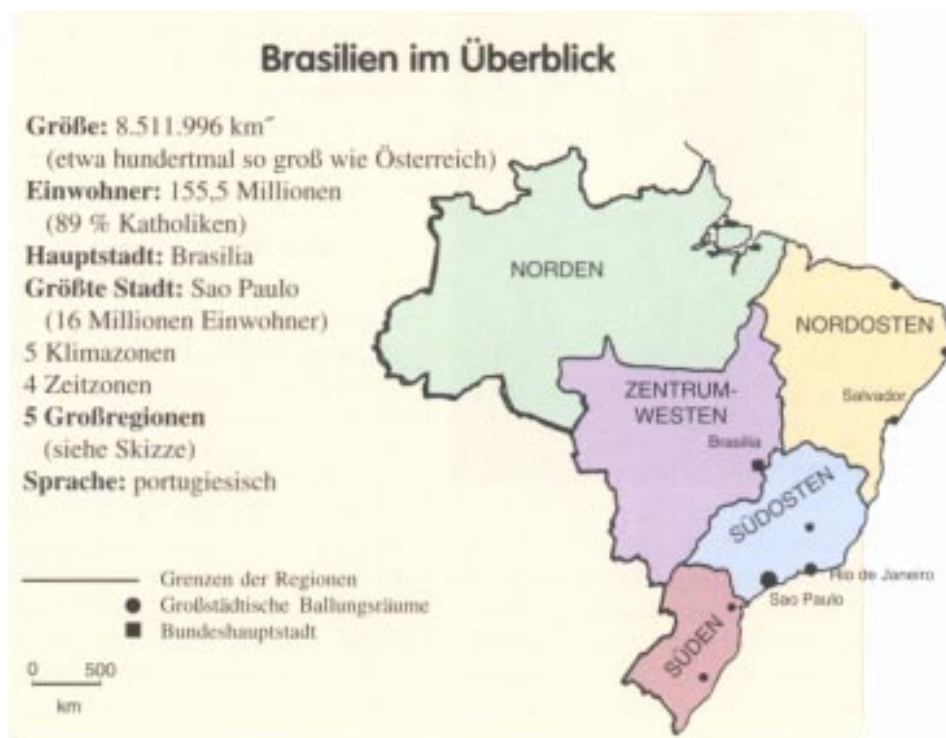 Brasilien im Überblick
Größe: 8.511.996 km˝
(etwa hundertmal so groß wie Österreich)
Einwohner: 155,5 Millionen
(89 % Katholiken)
Hauptstadt: Brasilia
Größte Stadt: Sao Paulo
(16 Millionen Einwohner)
5 Klimazonen
4 Zeitzonen
5 Großregionen
(siehe Skizze)
Sprache: portugiesisch
Grenzen der Regionen
Großstädtische Ballungsräume
Bundeshauptstadt
0 500
km
NORDEN
NORDOSTEN
ZENTRUM-
WESTEN
Salvador
Brasilia
SÜDOSTEN
Rio de Janeiro
Sao Paulo
SÜDEN